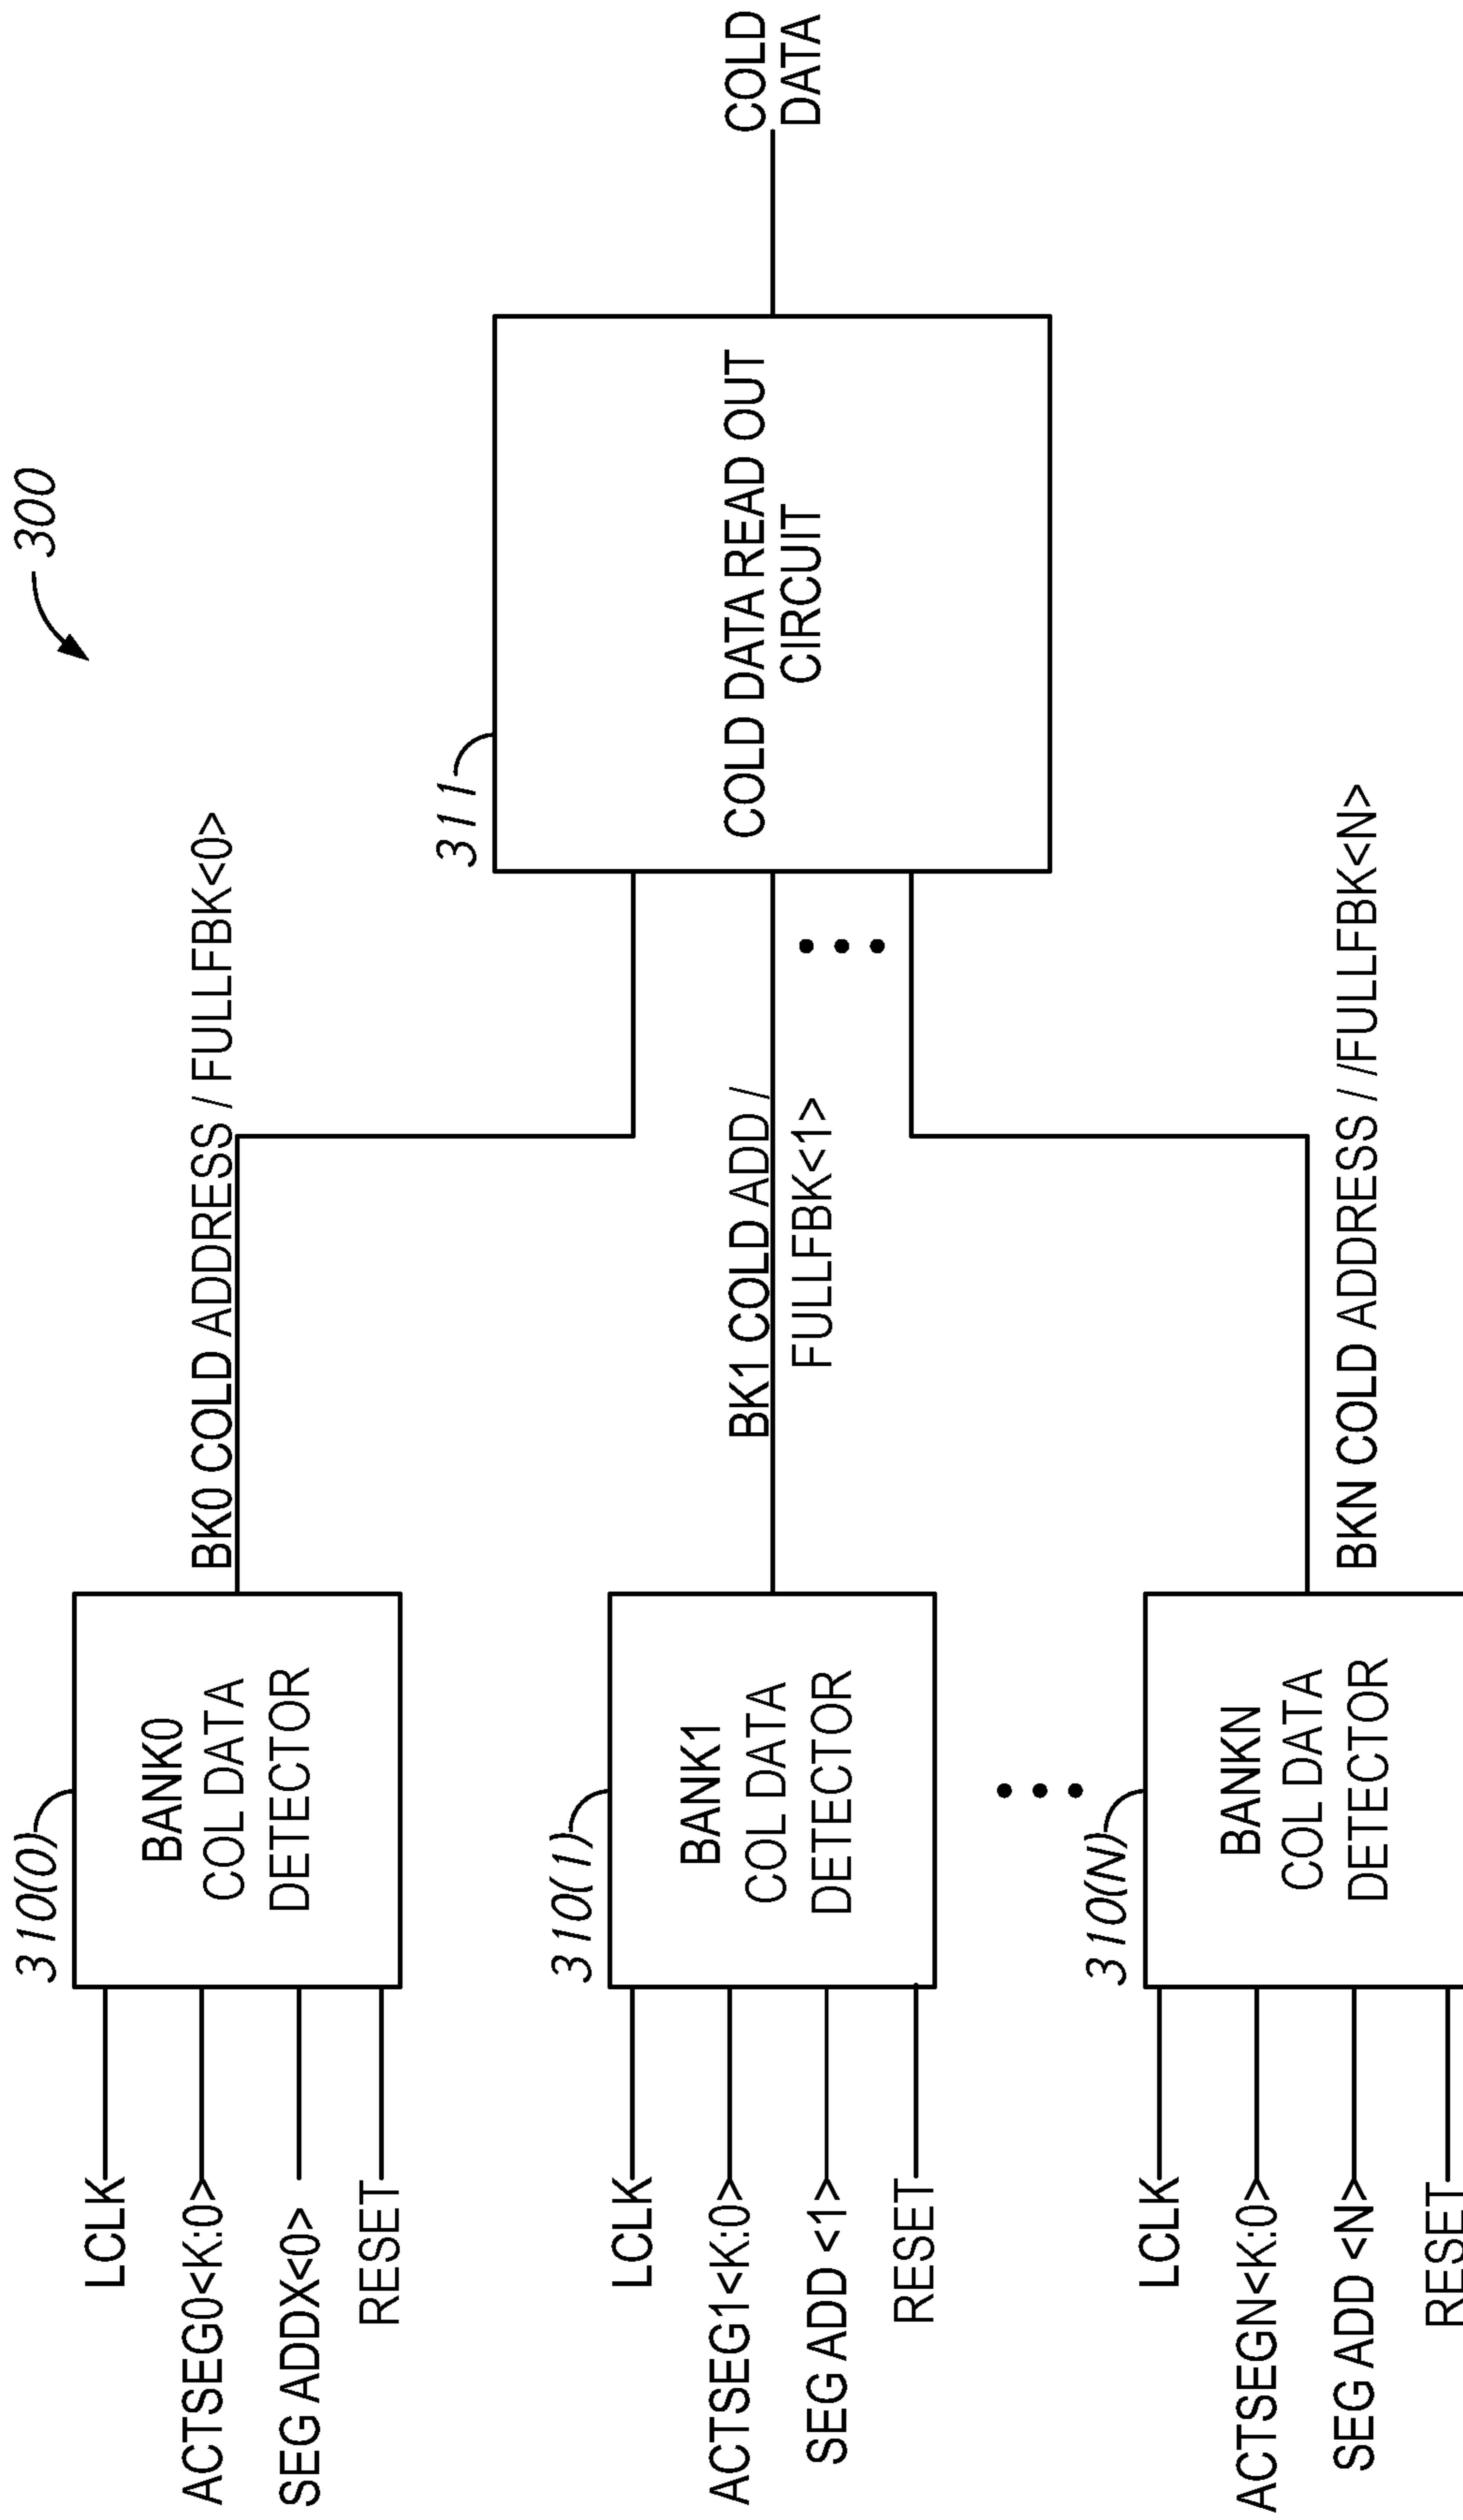 300
310(0)
LCLK
ACTSEG0<K:0>
SEG ADDX<0>
RESET
BANK0
COL DATA
DETECTOR
BK0 COLD ADDRESS / FULLFBK<0>
310(1)
LCLK
ACTSEG1<K:0>
SEG ADD <1>
RESET
BANK1
COL DATA
DETECTOR
BK1 COLD ADD /
FULLFBK<1>
310(N)
LCLK
ACTSEGN<K:0>
SEG ADD <N>
RESET
BANKN
COL DATA
DETECTOR
BKN COLD ADDRESS / /FULLFBK<N>
311
COLD DATA READ OUT
CIRCUIT
COLD
DATA